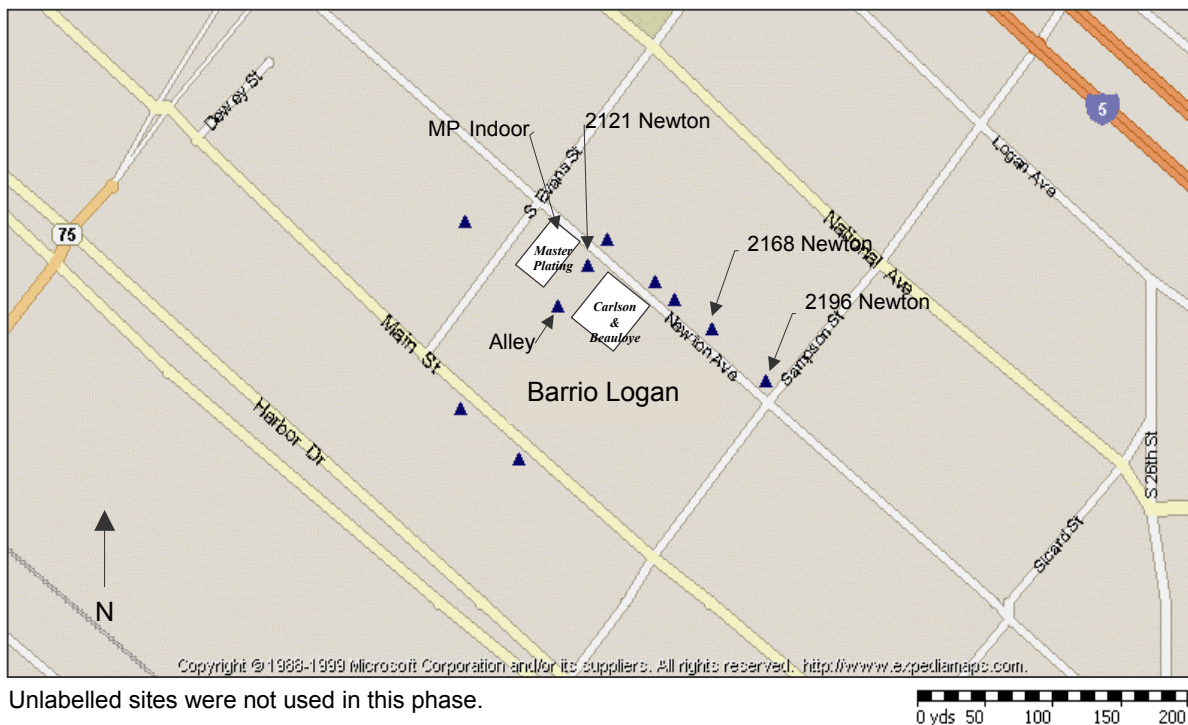 Dewey St
MP Indoor
2121 Newton
5
Logan Ave
S Evans St
National Ave
75
Master
Plating
2168 Newton
Carlson
&
Beauloye
2196 Newton
Alley
Newton Ave
Sampson St
Main St
Barrio Logan
Harbor Dr
S 26th St
Sicard St
N
Copyright © 1988-1999 Microsoft Corporation and/or its suppliers. All rights reserved. http://www.expediamaps.com.
Unlabelled sites were not used in this phase.
0 yds 50 100 150 200